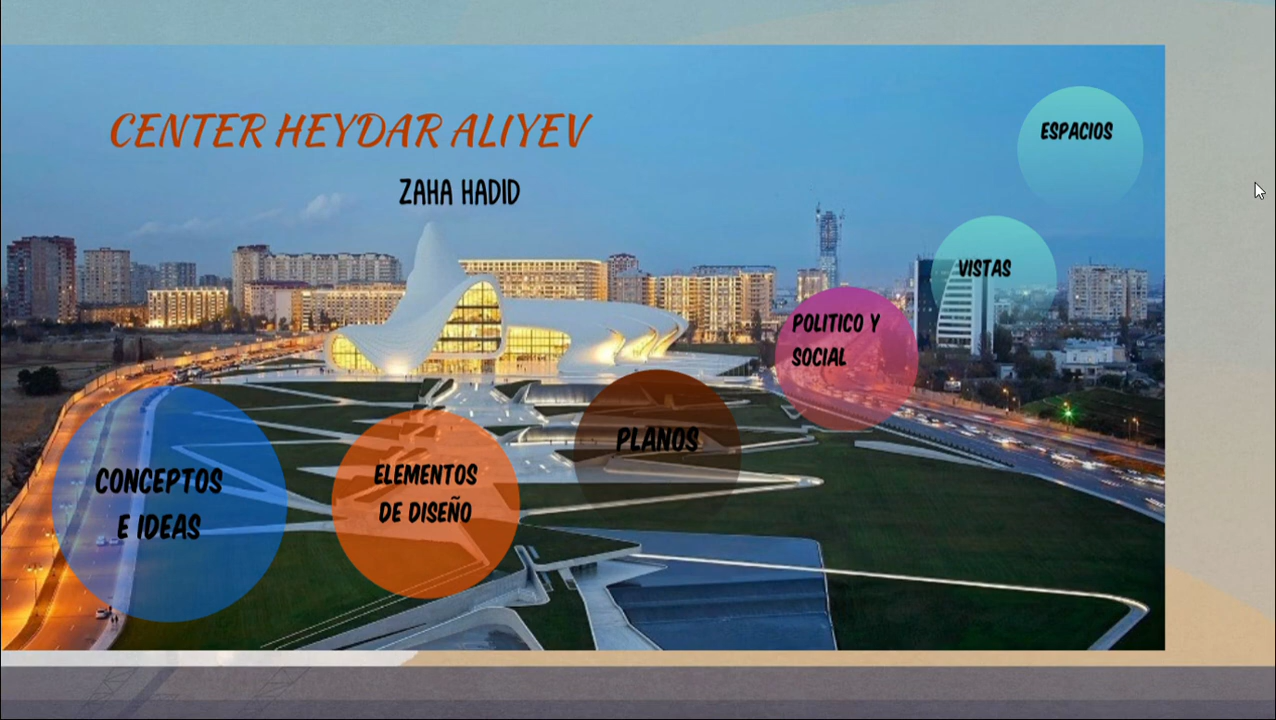 CENTER HEYDAR ALIYEV
ZAHA HADID
ESPACIOS
VISTAS
POLITICO Y
SOCIAL
PLANOS
ELEMENTOS
DE DISEÑO
CONCEPTOS
E IDEAS